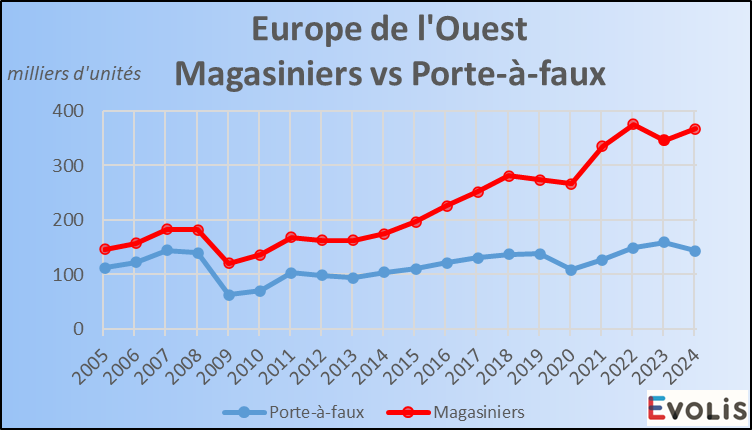 Europe de l'Ouest
Magasiniers vs Porte-à-faux
milliers d'unités
400
300
200
100
0
2005 2006 2007 2008 2009 2010 2011 2012 2013 2014 2015 2016 2017 2018 2019 2020 2021 2022 2023 2024
Porte-à-faux Magasiniers
EVOLIS